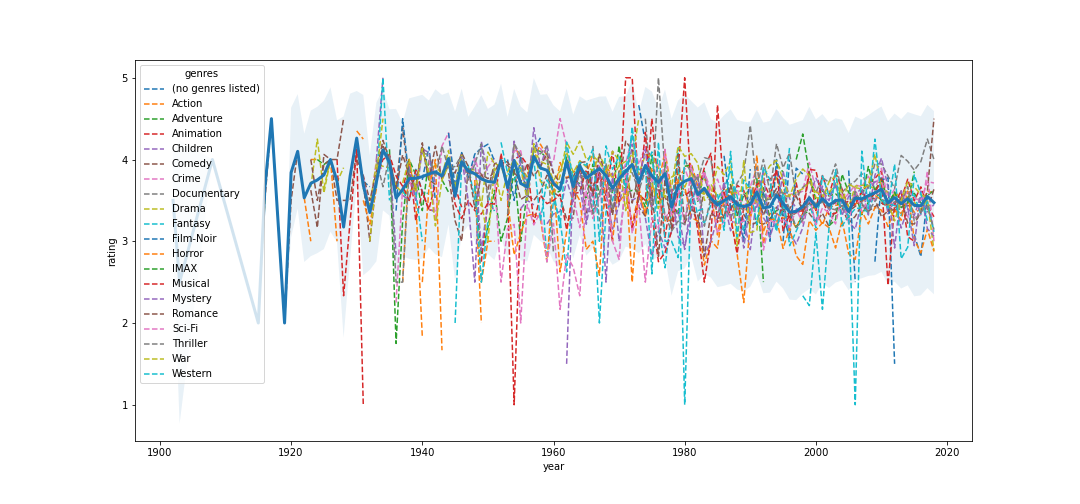 genres
(no genres listed)
Action
Adventure
Animation
Children
Comedy
Crime
Documentary
Drama
Fantasy
Film-Noir
Horror
IMAX
Musical
Mystery
Romance
Sci-Fi
Thriller
War
Western
5
4
3
2
1
rating
1900 1920 1940 1960 1980 2000 2020
year